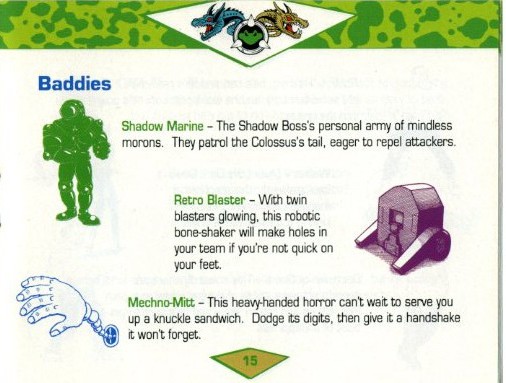 Baddies
Shadow Marine – The Shadow Boss's personal army of mindless
morons. They patrol the Colossus's tail, eager to repel attackers.
Retro Blaster – With twin
blasters glowing, this robotic
bone-shaker will make holes in
your team if you're not quick on
your feet.
Mechno-Mitt – This heavy-handed horror can't wait to serve you
up a knuckle sandwich. Dodge its digits, then give it a handshake
it won't forget.
15